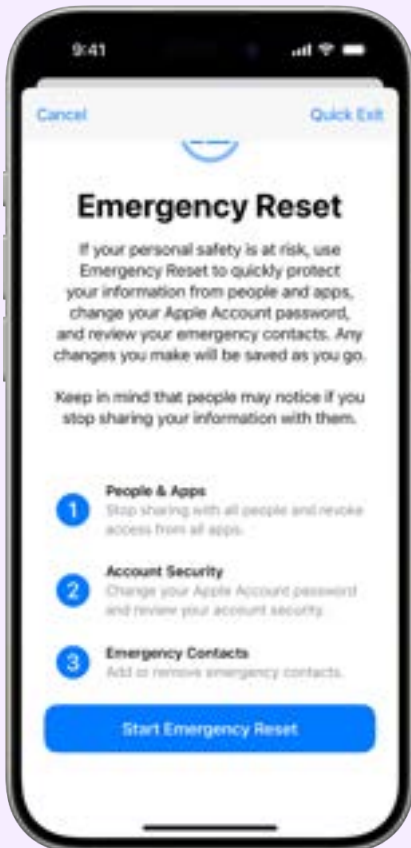 9:41
Cancel
Quick Exit
Emergency Reset
If your personal safety is at risk, use
Emergency Reset to quickly protect
your information from people and apps,
change your Apple Account password,
and review your emergency contacts. Any
changes you make will be saved as you go.
Keep in mind that people may notice if you
stop sharing your information with them.
1
People & Apps
Stop sharing with all people and revoke
access from all apps.
2
Account Security
Change your Apple Account password
and review your account security.
3
Emergency Contacts
Add or remove emergency contacts.
Start Emergency Reset